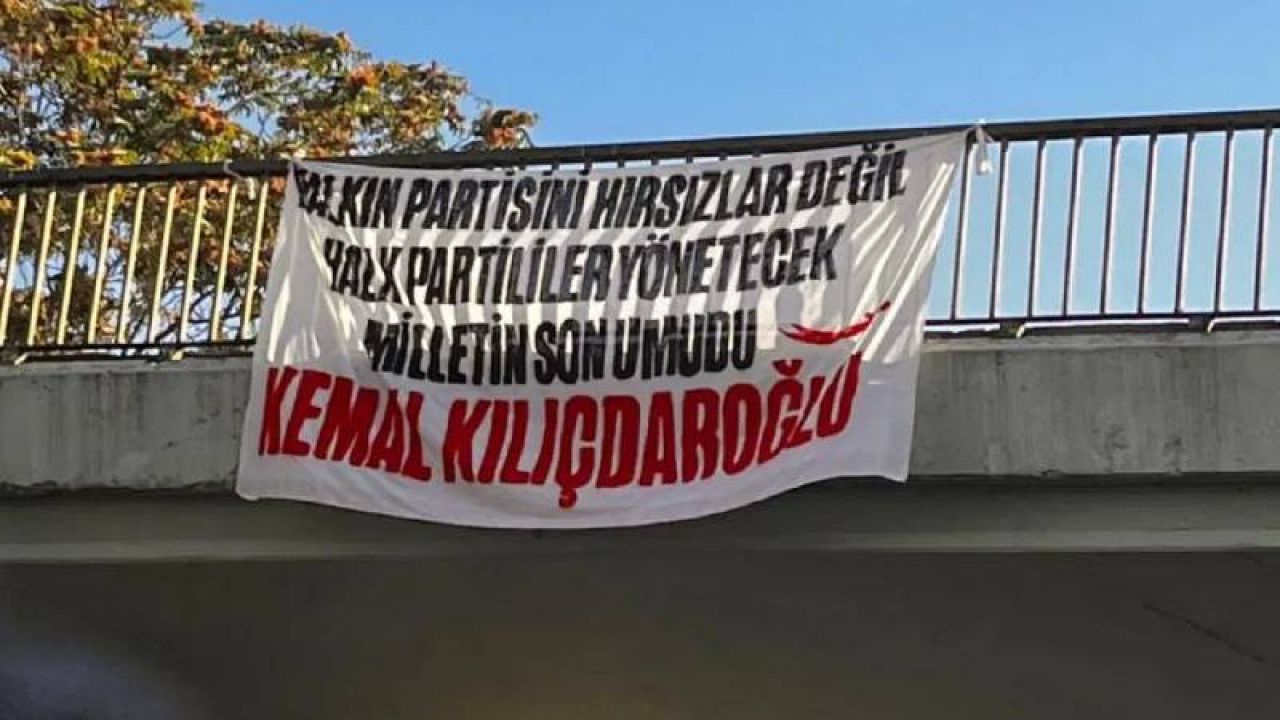 HALKIN PARTİSİNİ HIRSIZLAR DEĞİL
HALK PARTİLİLER YÖNETECEK
MİLLETİN SON UMUDU
KEMAL KILIÇDAROĞLU